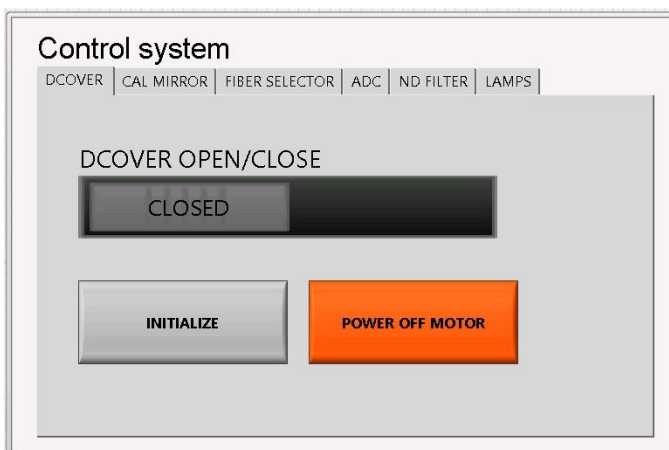 Control system
DCOVER CAL MIRROR FIBER SELECTOR ADC ND FILTER LAMPS
DCOVER OPEN/CLOSE
CLOSED
INITIALIZE POWER OFF MOTOR